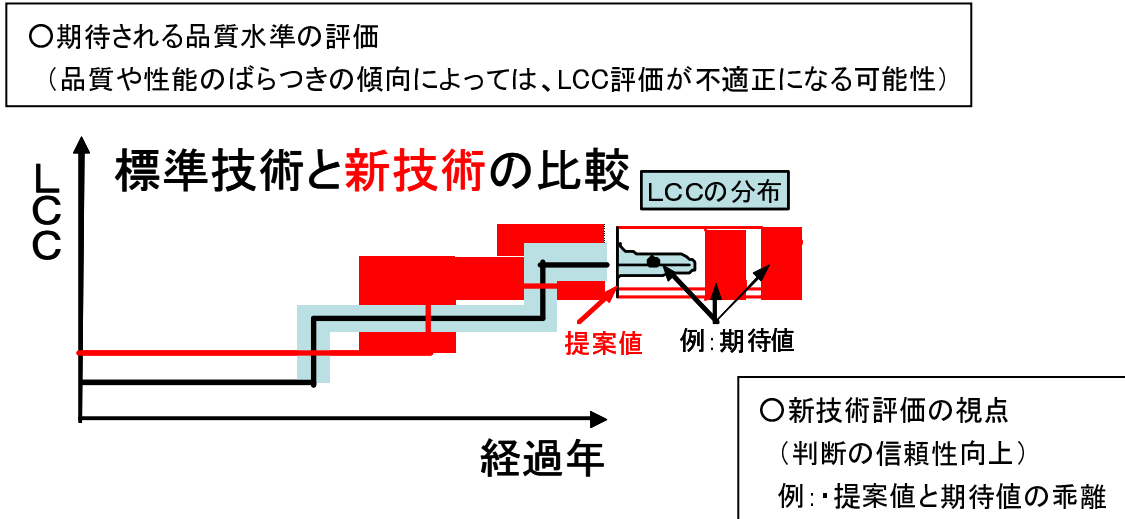 ○期待される品質水準の評価
（品質や性能のばらつきの傾向によっては、LCC評価が不適正になる可能性）
標準技術と新技術の比較
LCC
LCCの分布
提案値
例：期待値
経過年
○新技術評価の視点
（判断の信頼性向上）
例：・提案値と期待値の乖離